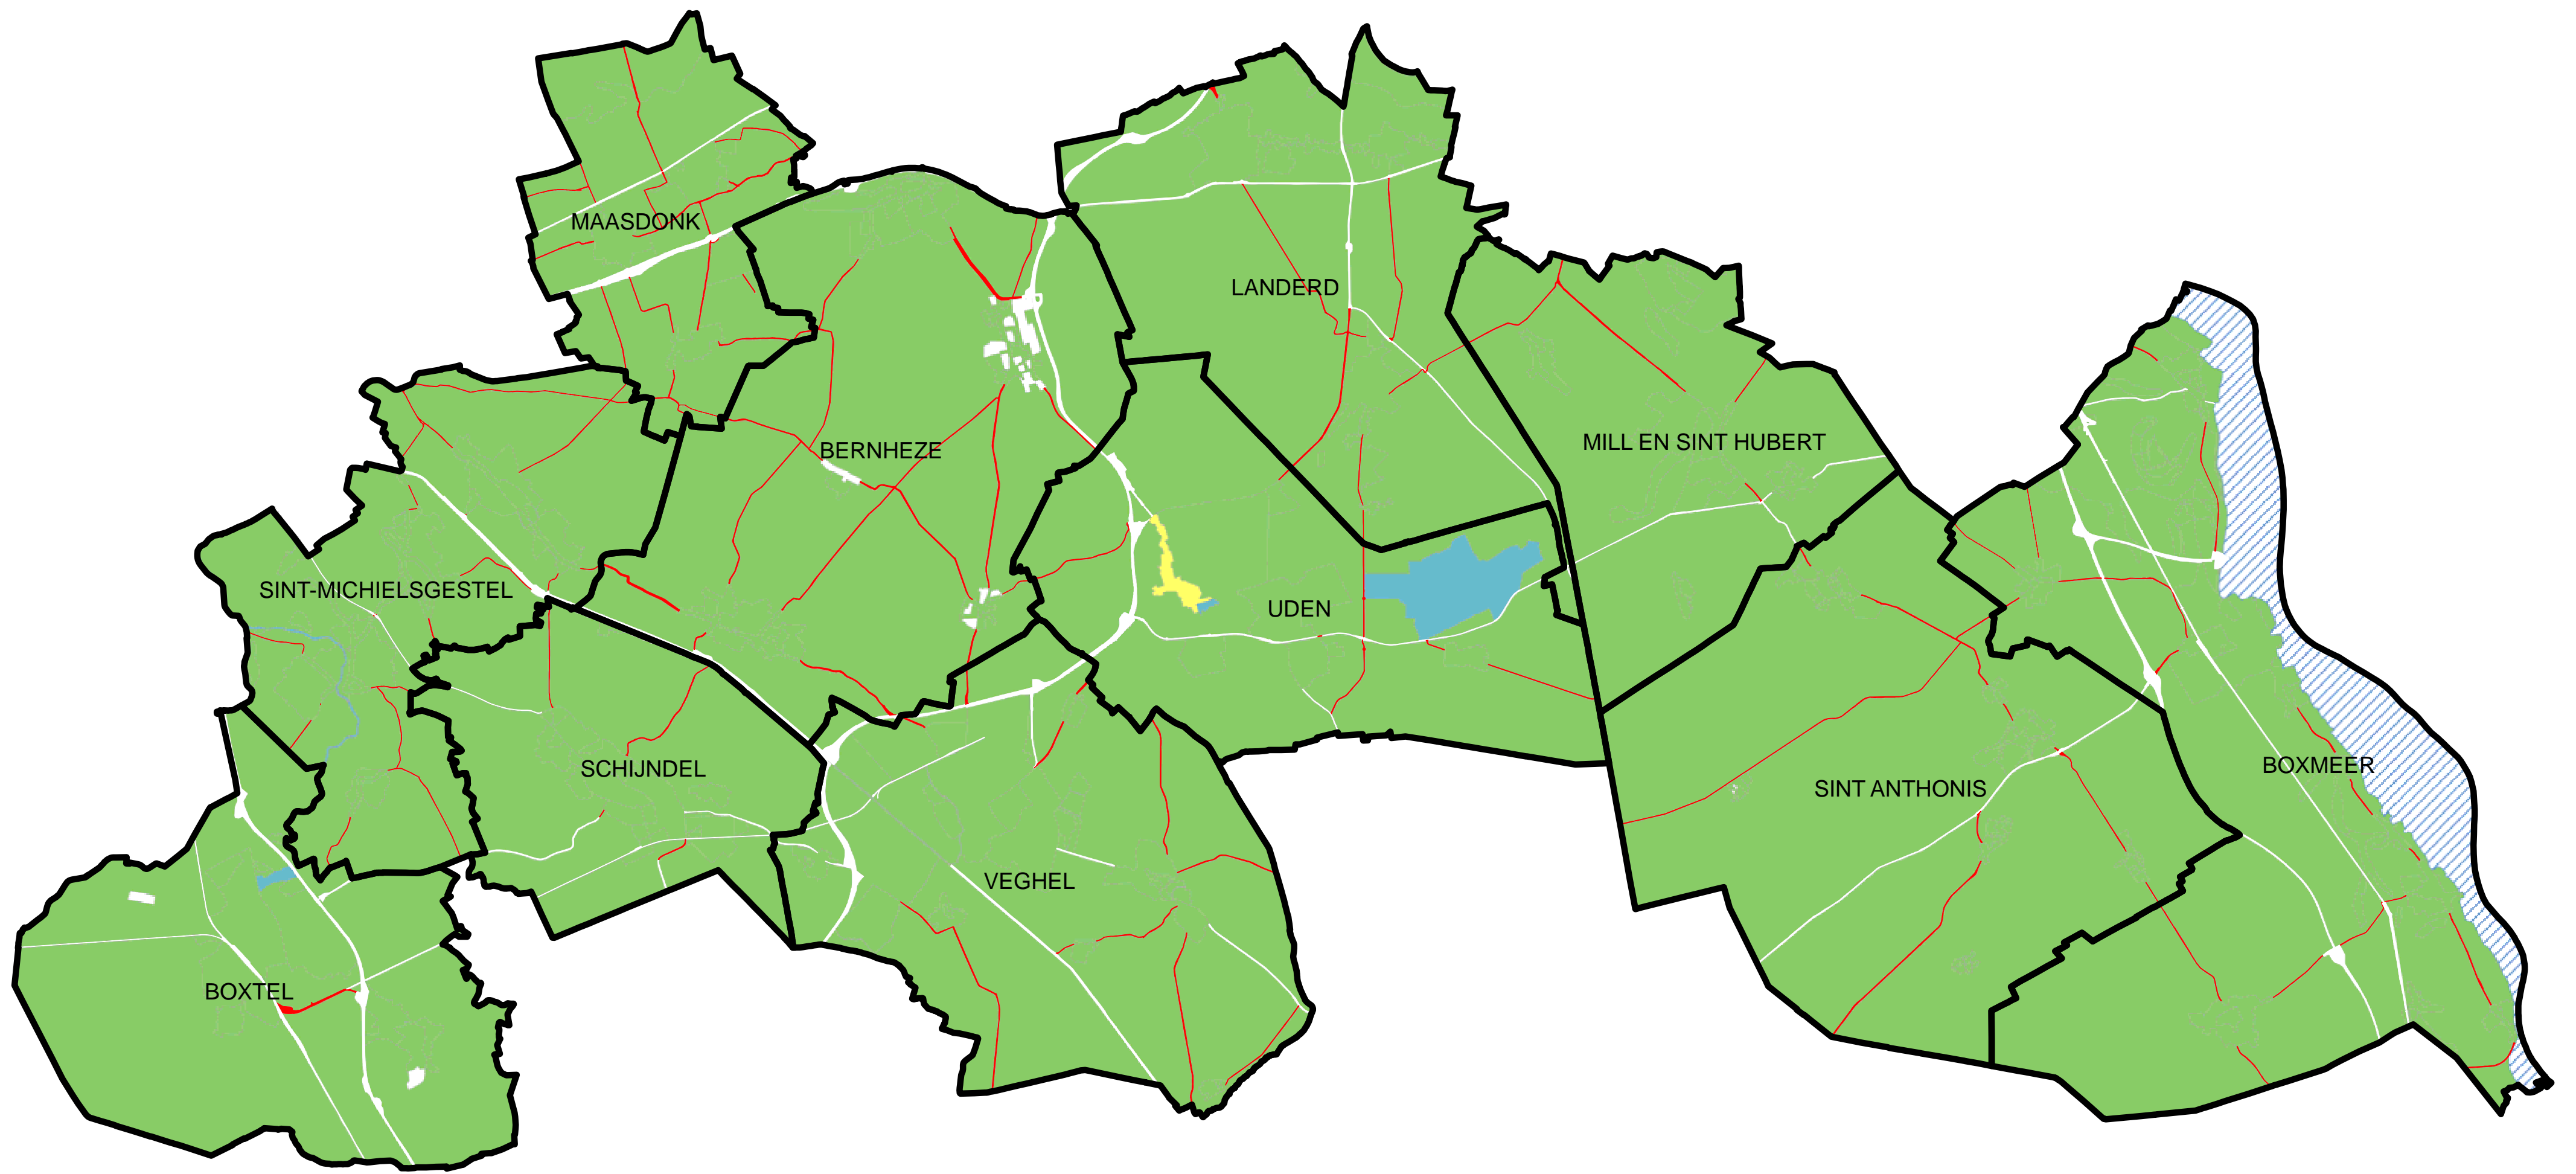 MAASDONK
LANDERD
BERNHEZE
MILL EN SINT HUBERT
SINT-MICHIELSGESTEL
UDEN
SCHIJNDEL
BOXMEER
SINT ANTHONIS
VEGHEL
BOXTEL